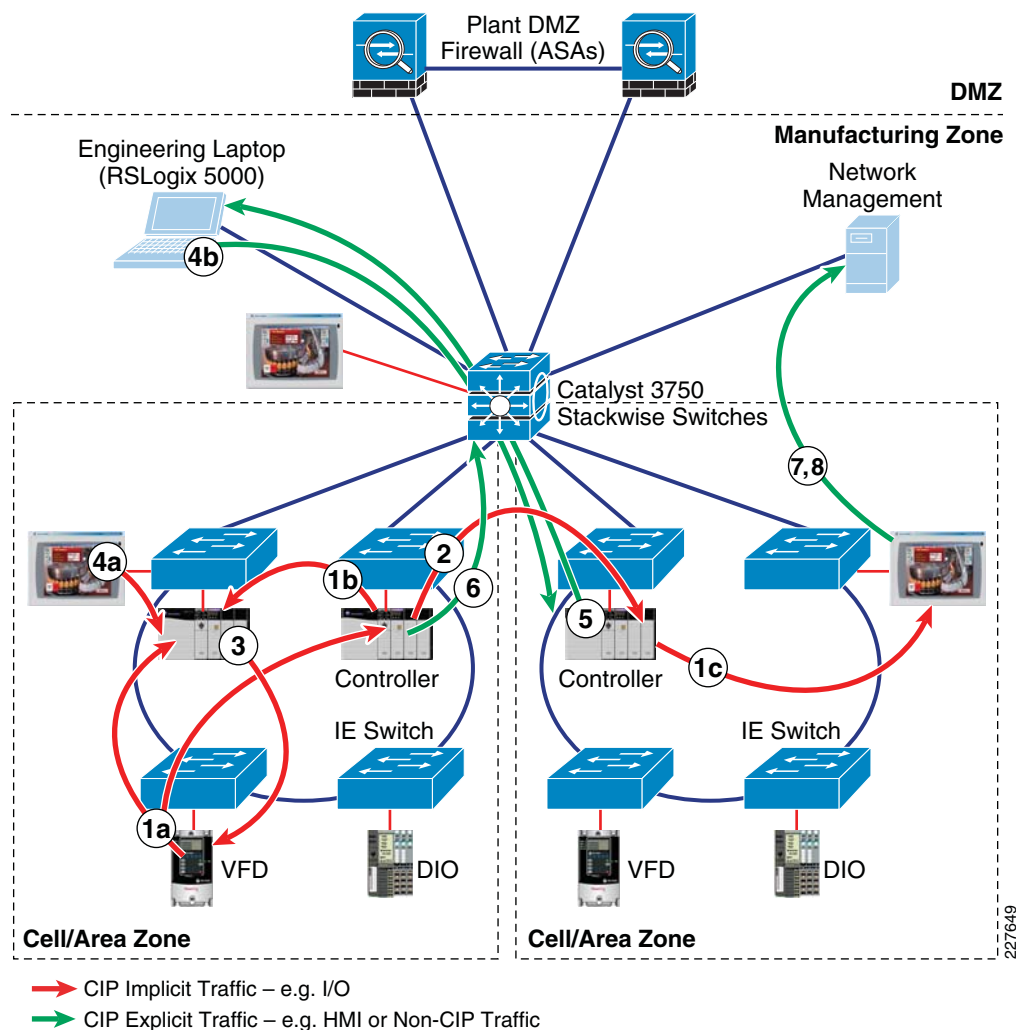 Plant DMZ
Firewall (ASAs)
DMZ
Manufacturing Zone
Engineering Laptop
(RSLogix 5000)
Network
Management
4b
Catalyst 3750
Stackwise Switches
7, 8
4a
1b
2
6
3
5
1c
Controller
Controller
IE Switch
IE Switch
1a
VFD
DIO
VFD
DIO
Cell/Area Zone
Cell/Area Zone
227649
CIP Implicit Traffic – e.g. I/O
CIP Explicit Traffic – e.g. HMI or Non-CIP Traffic